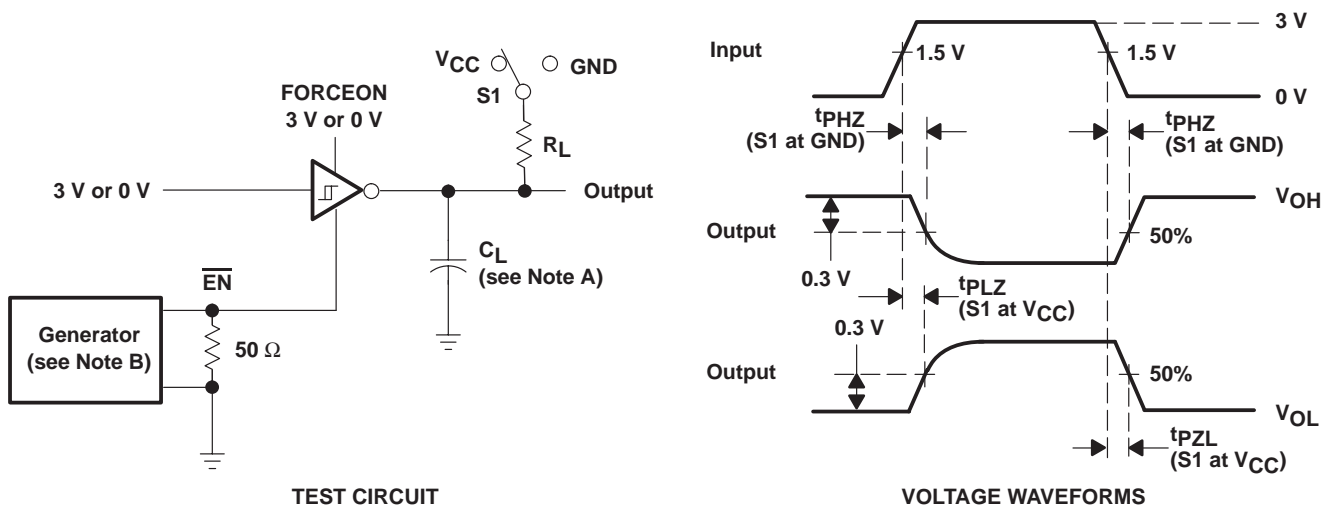 VCC
GND
S1
FORCEON
3 V or 0 V
RL
3 V or 0 V
Output
CL
(see Note A)
EN
Generator
(see Note B)
50 Ω
TEST CIRCUIT
3 V
Input
1.5 V
1.5 V
0 V
tPHZ
(S1 at GND)
tPHZ
(S1 at GND)
VOH
Output
50%
0.3 V
tPLZ
(S1 at VCC)
0.3 V
Output
50%
VOL
tPZL
(S1 at VCC)
VOLTAGE WAVEFORMS